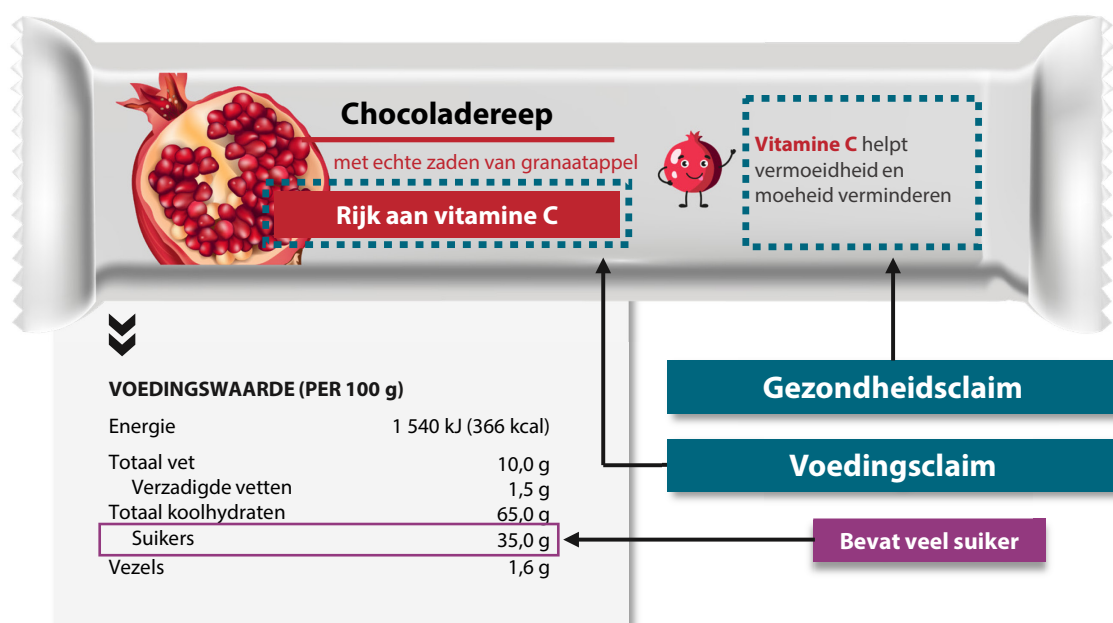 Chocoladereep
met echte zaden van granaatappel
Rijk aan vitamine C
Vitamine C helpt
vermoeidheid en
moeheid verminderen
VOEDINGSWAARDE (PER 100 g)
Energie 1 540 kJ (366 kcal)
Totaal vet 10,0 g
Verzadigde vetten 1,5 g
Totaal koolhydraten 65,0 g
Suikers 35,0 g
Vezels 1,6 g
Gezondheidsclaim
Voedingsclaim
Bevat veel suiker